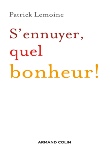 Patrick Lemoine
S'ennuyer,
quel
bonheur!
ARMAND COLIN